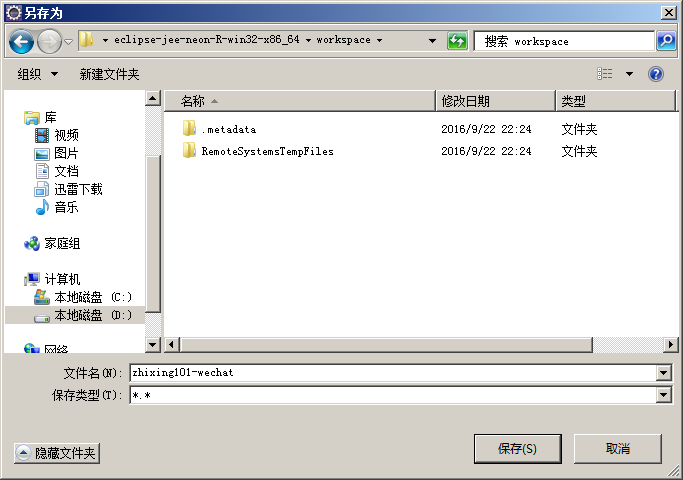 另存为
eclipse-jee-neon-R-win32-x86_64 workspace
搜索 workspace
组织 新建文件夹
名称 修改日期 类型
.metadata 2016/9/22 22:24 文件夹
RemoteSystemsTempFiles 2016/9/22 22:24 文件夹
库
视频
图片
文档
迅雷下载
音乐
家庭组
计算机
本地磁盘 (C:)
本地磁盘 (D:)
网络
文件名(N): zhixing101-wechat
保存类型(T): *.*
隐藏文件夹
保存(S) 取消